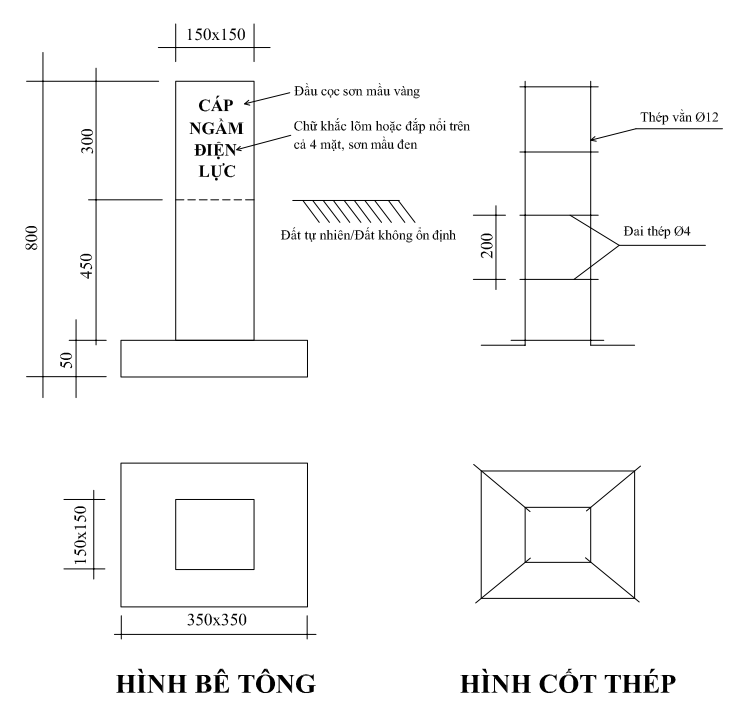 150x150
Đầu cọc sơn mầu vàng
CÁP
NGẦM
ĐIỆN
LỰC
Chữ khắc lõm hoặc đắp nổi trên
cả 4 mặt, sơn mầu đen
Thép vằn Ø12
300
800
450
50
Đất tự nhiên/Đất không ổn định
200
Đai thép Ø4
150x150
350x350
HÌNH BÊ TÔNG
HÌNH CỐT THÉP